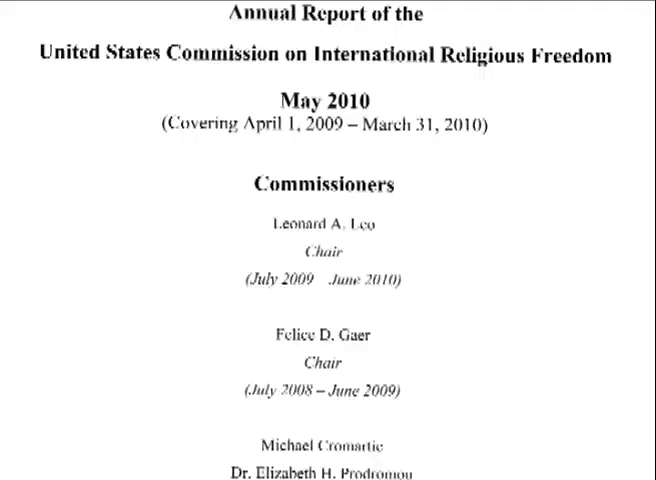 Annual Report of the
United States Commission on International Religious Freedom
May 2010
(Covering April 1, 2009 – March 31, 2010)
Commissioners
Leonard A. Leo
Chair
(July 2009 June 2010)
Felice D. Gaer
Chair
(July 2008 – June 2009)
Michael Cromartie
Dr. Elizabeth H. Prodromou